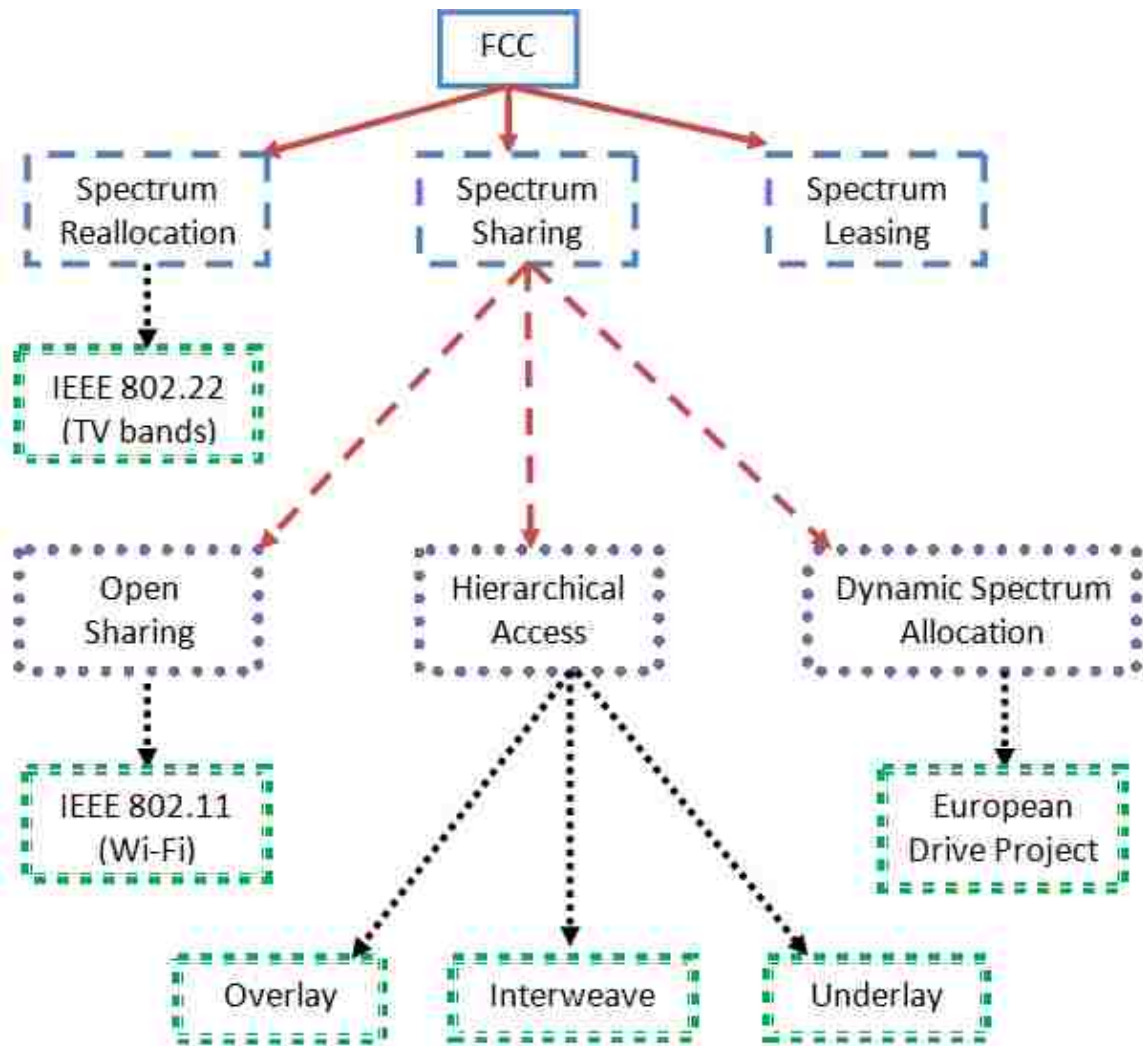 FCC
Spectrum
Reallocation
Spectrum
Sharing
Spectrum
Leasing
IEEE 802.22
(TV bands)
Open
Sharing
Hierarchical
Access
Dynamic Spectrum
Allocation
IEEE 802.11
(Wi-Fi)
European
Drive Project
Overlay
Interweave
Underlay